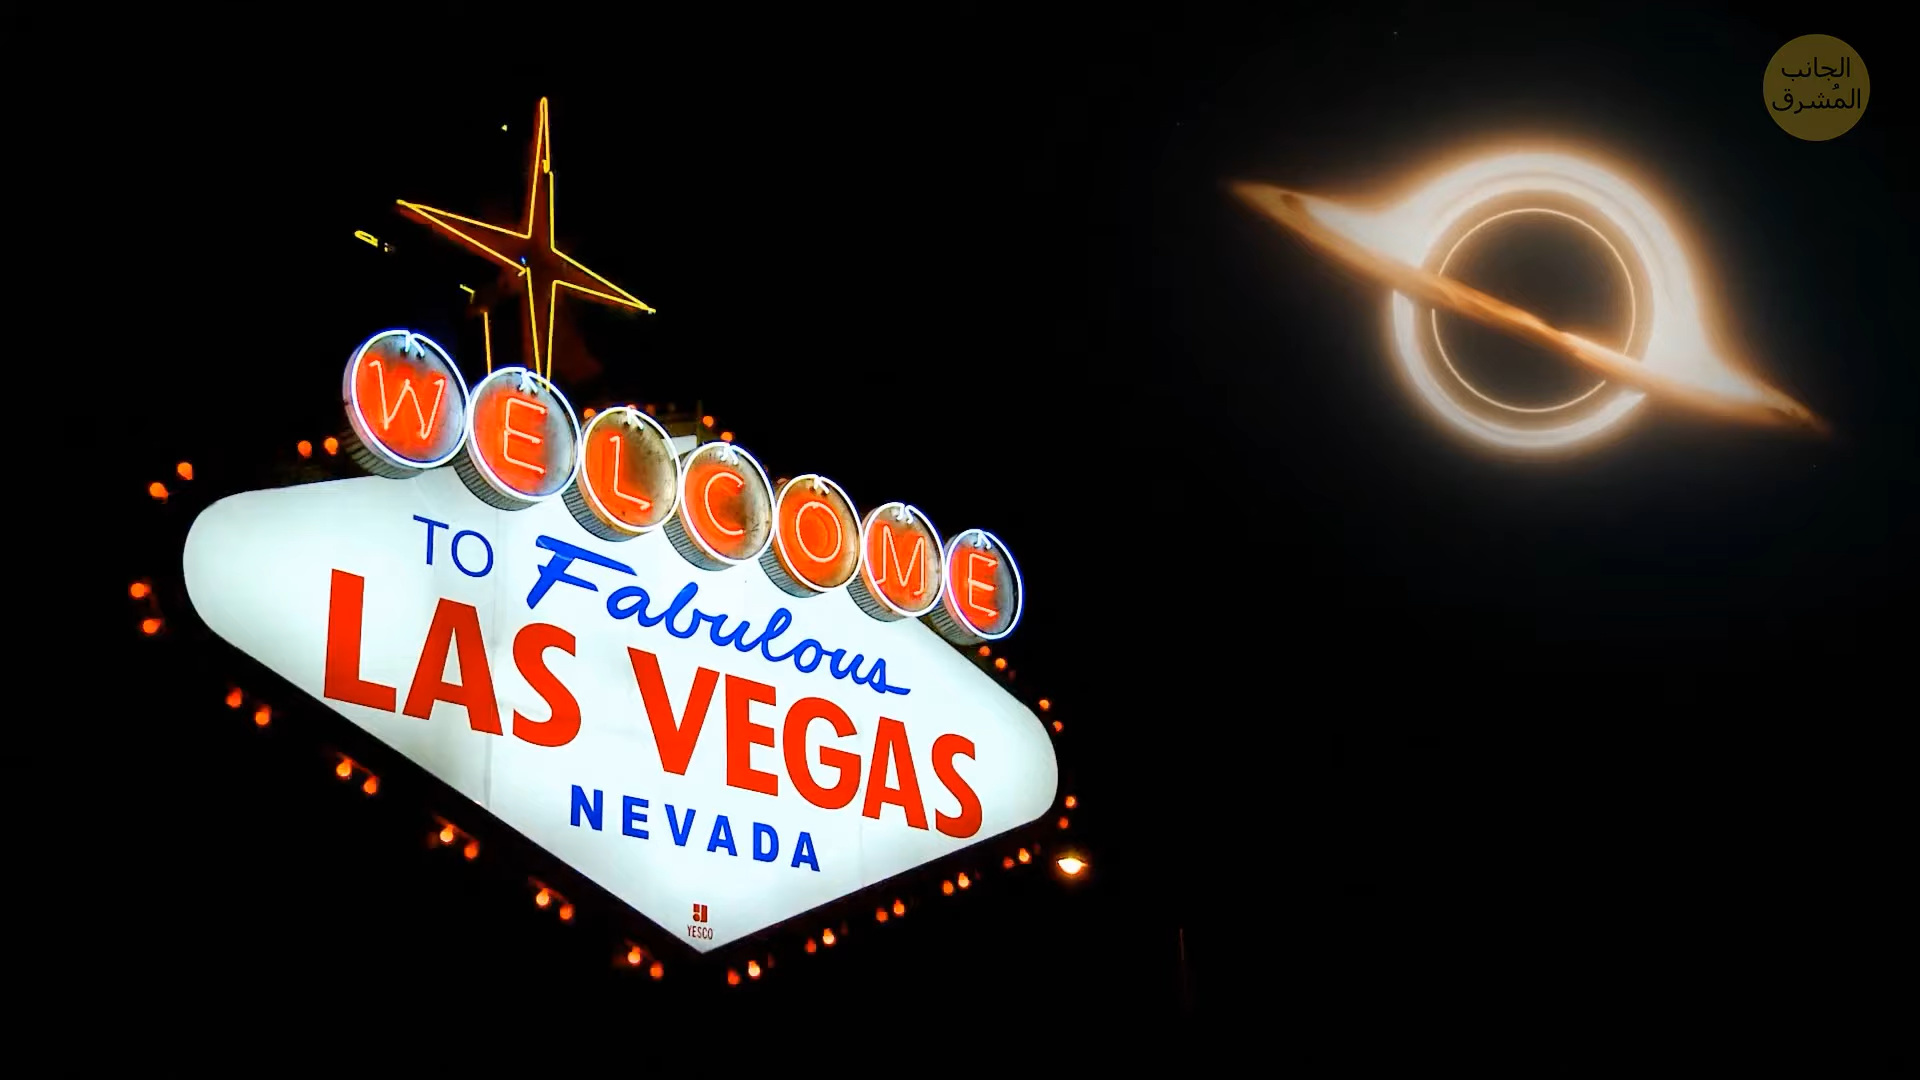 الجانب
المُشرق
WELCOME
TO Fabulous
LAS VEGAS
NEVADA
YESCO